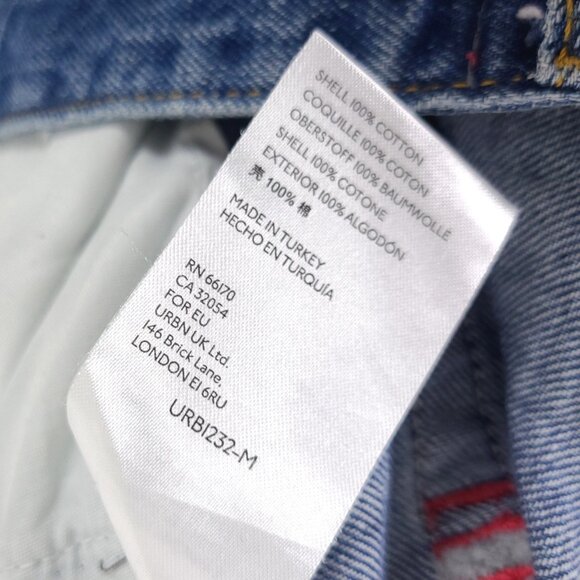 SHELL 100% COTTON
COQUILLE 100% COTON
OBERSTOFF 100% BAUMWOLLE
SHELL 100% COTONE
EXTERIOR 100% ALGODÓN
壳 100% 棉
MADE IN TURKEY
HECHO EN TURQUÍA
RN 66170
CA 32054
FOR EU
URBN UK Ltd.
146 Brick Lane,
LONDON E1 6RU
URB1232-M